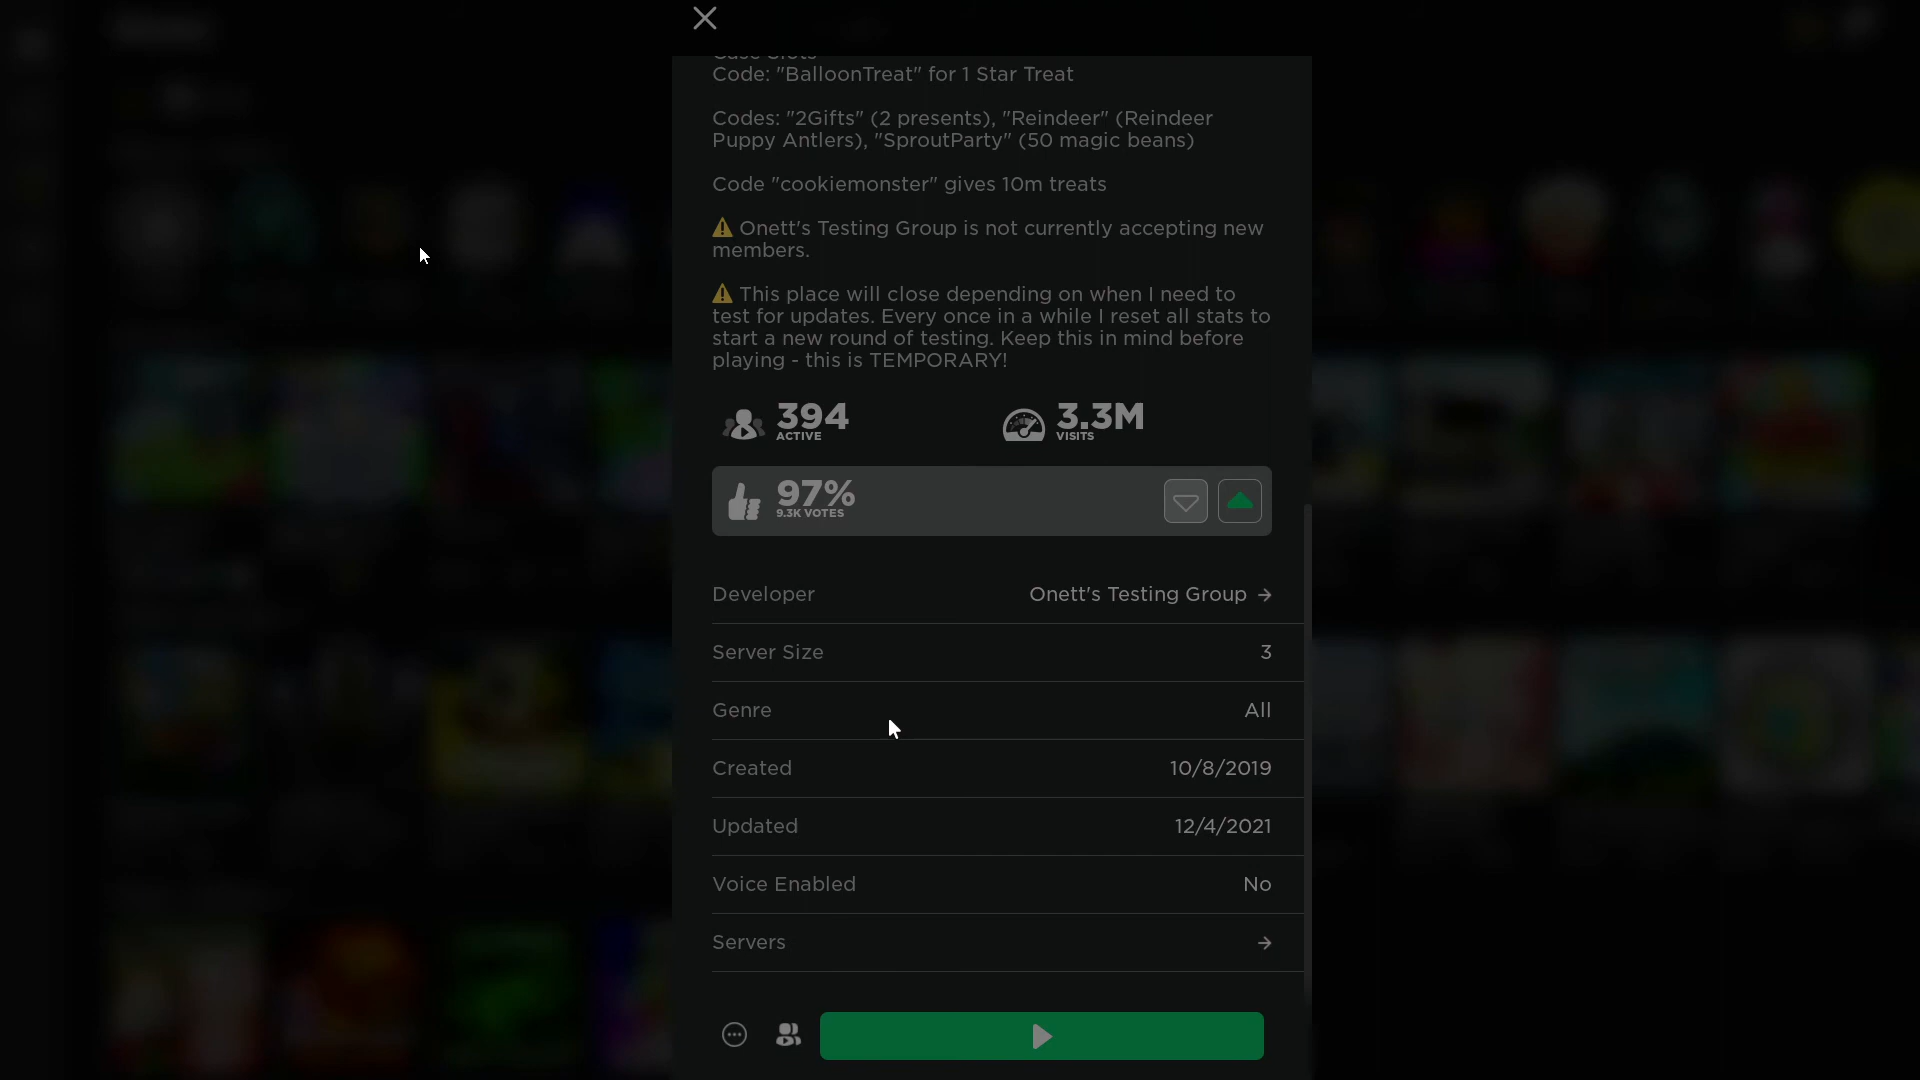 Case Slots
Code: "BalloonTreat" for 1 Star Treat
Codes: "2Gifts" (2 presents), "Reindeer" (Reindeer
Puppy Antlers), "SproutParty" (50 magic beans)
Code "cookiemonster" gives 10m treats
⚠ Onett's Testing Group is not currently accepting new
members.
⚠ This place will close depending on when I need to
test for updates. Every once in a while I reset all stats to
start a new round of testing. Keep this in mind before
playing - this is TEMPORARY!
394
ACTIVE
3.3M
VISITS
97%
9.3K VOTES
Developer Onett's Testing Group →
Server Size 3
Genre All
Created 10/8/2019
Updated 12/4/2021
Voice Enabled No
Servers →